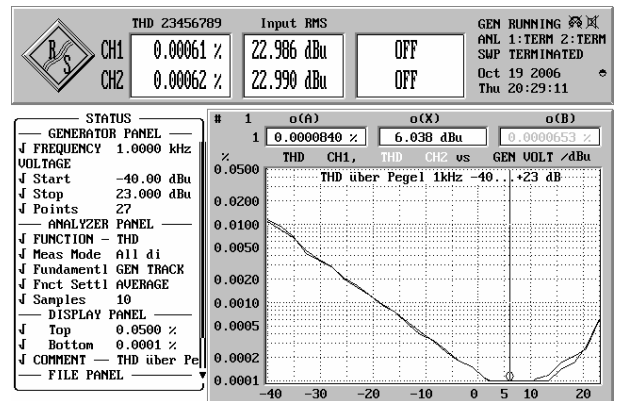 THD 23456789 Input RMS
R S
CH1 0.00061 % 22.986 dBu OFF
CH2 0.00062 % 22.990 dBu OFF
GEN RUNNING
ANL 1:TERM 2:TERM
SWP TERMINATED
Oct 19 2006
Thu 20:29:11
STATUS
GENERATOR PANEL
FREQUENCY 1.0000 kHz
VOLTAGE
Start -40.00 dBu
Stop 23.000 dBu
Points 27
ANALYZER PANEL
FUNCTION - THD
Meas Mode All di
Fundamentl GEN TRACK
Fnct Settl AVERAGE
Samples 10
DISPLAY PANEL
Top 0.0500 %
Bottom 0.0001 %
COMMENT — THD über Pe
FILE PANEL
# 1 o(A) o(X) o(B)
1 0.0000840 % 6.038 dBu 0.0000653 %
% THD CH1, THD CH2 vs GEN VOLT /dBu
THD über Pegel 1kHz -40...+23 dB
0.0500
0.0200
0.0100
0.0050
0.0020
0.0010
0.0005
0.0002
0.0001
-40 -30 -20 -10 0 5 10 20